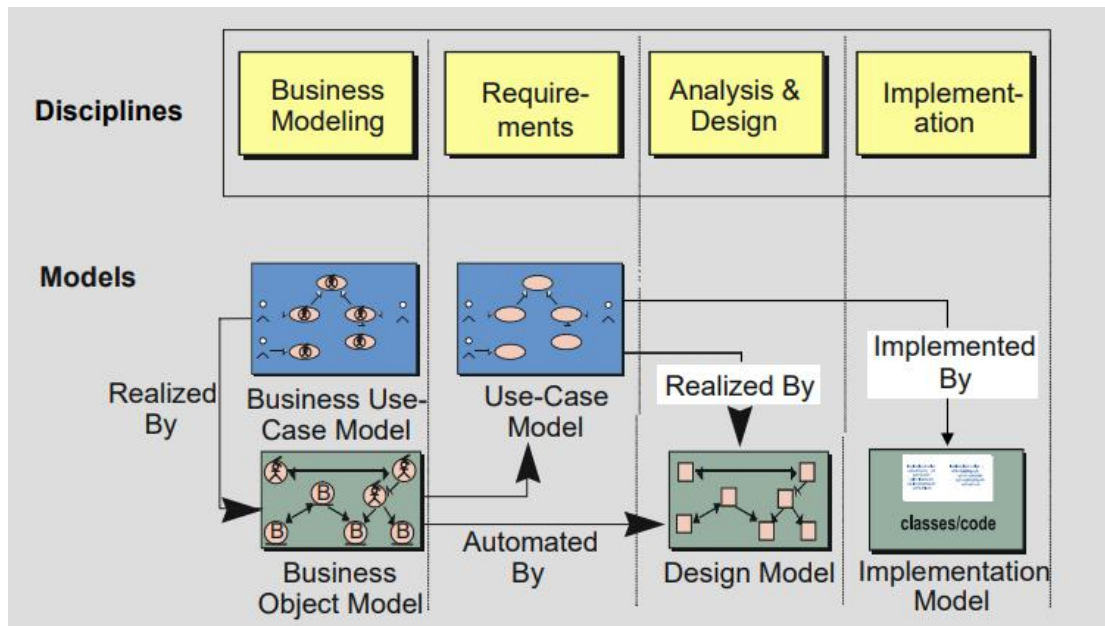 Disciplines
Business
Modeling
Require-
ments
Analysis &
Design
Implement-
ation
Models
Realized
By
Business Use-
Case Model
Use-Case
Model
Realized By
Implemented
By
B
B
B
B
Automated
By
classes/code
Business
Object Model
Design Model
Implementation
Model